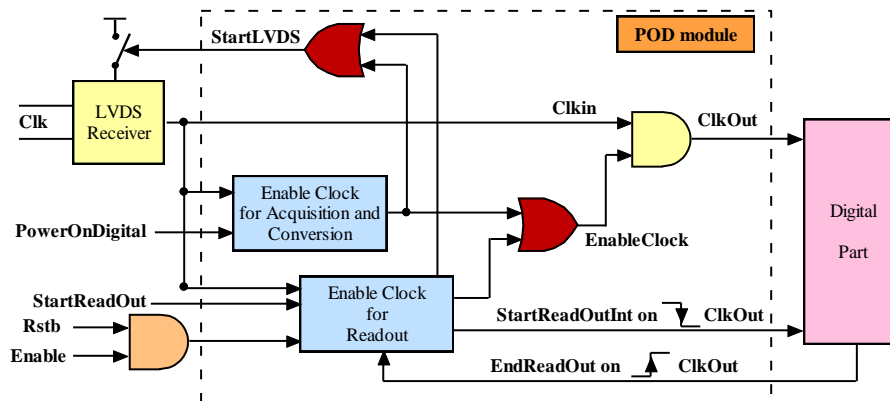 StartLVDS
POD module
LVDS
Receiver
Clk
Clkin
ClkOut
Enable Clock
for Acquisition and
Conversion
PowerOnDigital
EnableClock
Digital
Part
StartReadOut
Enable Clock
for
Readout
Rstb
Enable
StartReadOutInt on ClkOut
EndReadOut on ClkOut